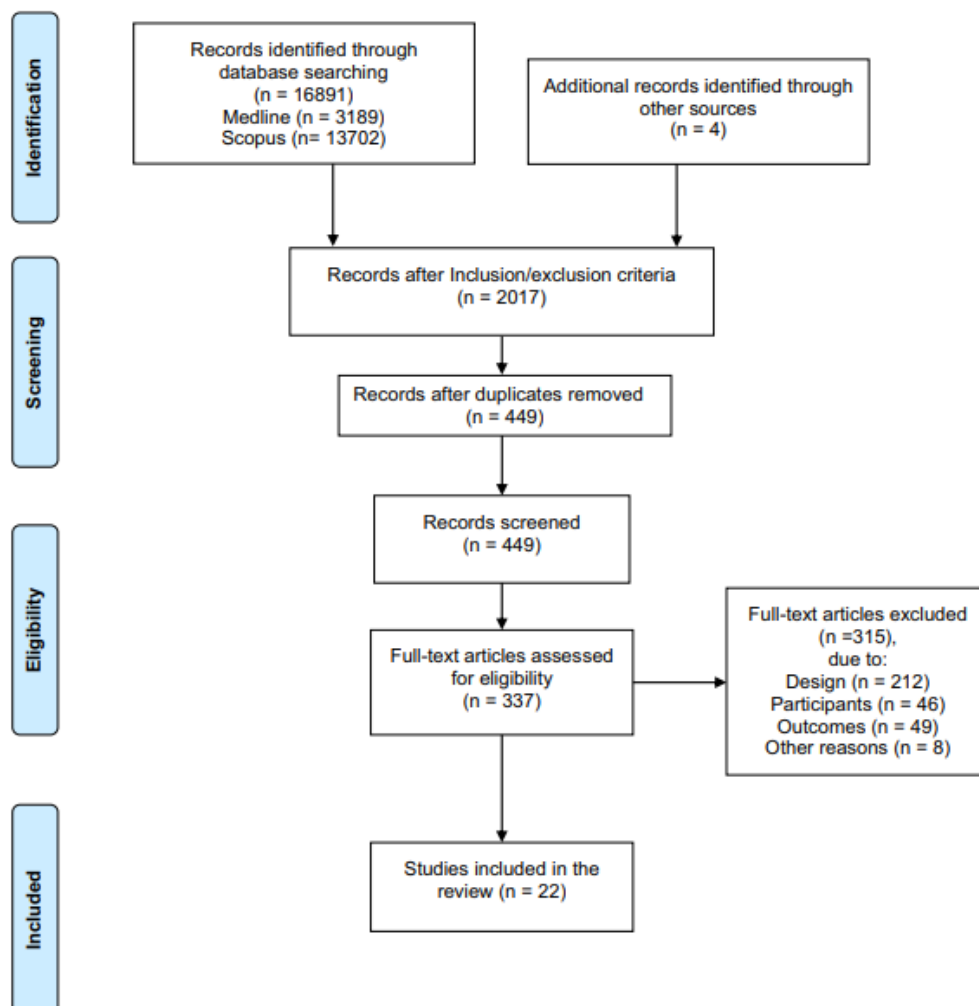 Identification
Records identified through
database searching
(n = 16891)
Medline (n = 3189)
Scopus (n= 13702)
Additional records identified through
other sources
(n = 4)
Screening
Records after Inclusion/exclusion criteria
(n = 2017)
Records after duplicates removed
(n = 449)
Eligibility
Records screened
(n = 449)
Full-text articles assessed
for eligibility
(n = 337)
Full-text articles excluded
(n =315),
due to:
Design (n = 212)
Participants (n = 46)
Outcomes (n = 49)
Other reasons (n = 8)
Included
Studies included in the
review (n = 22)